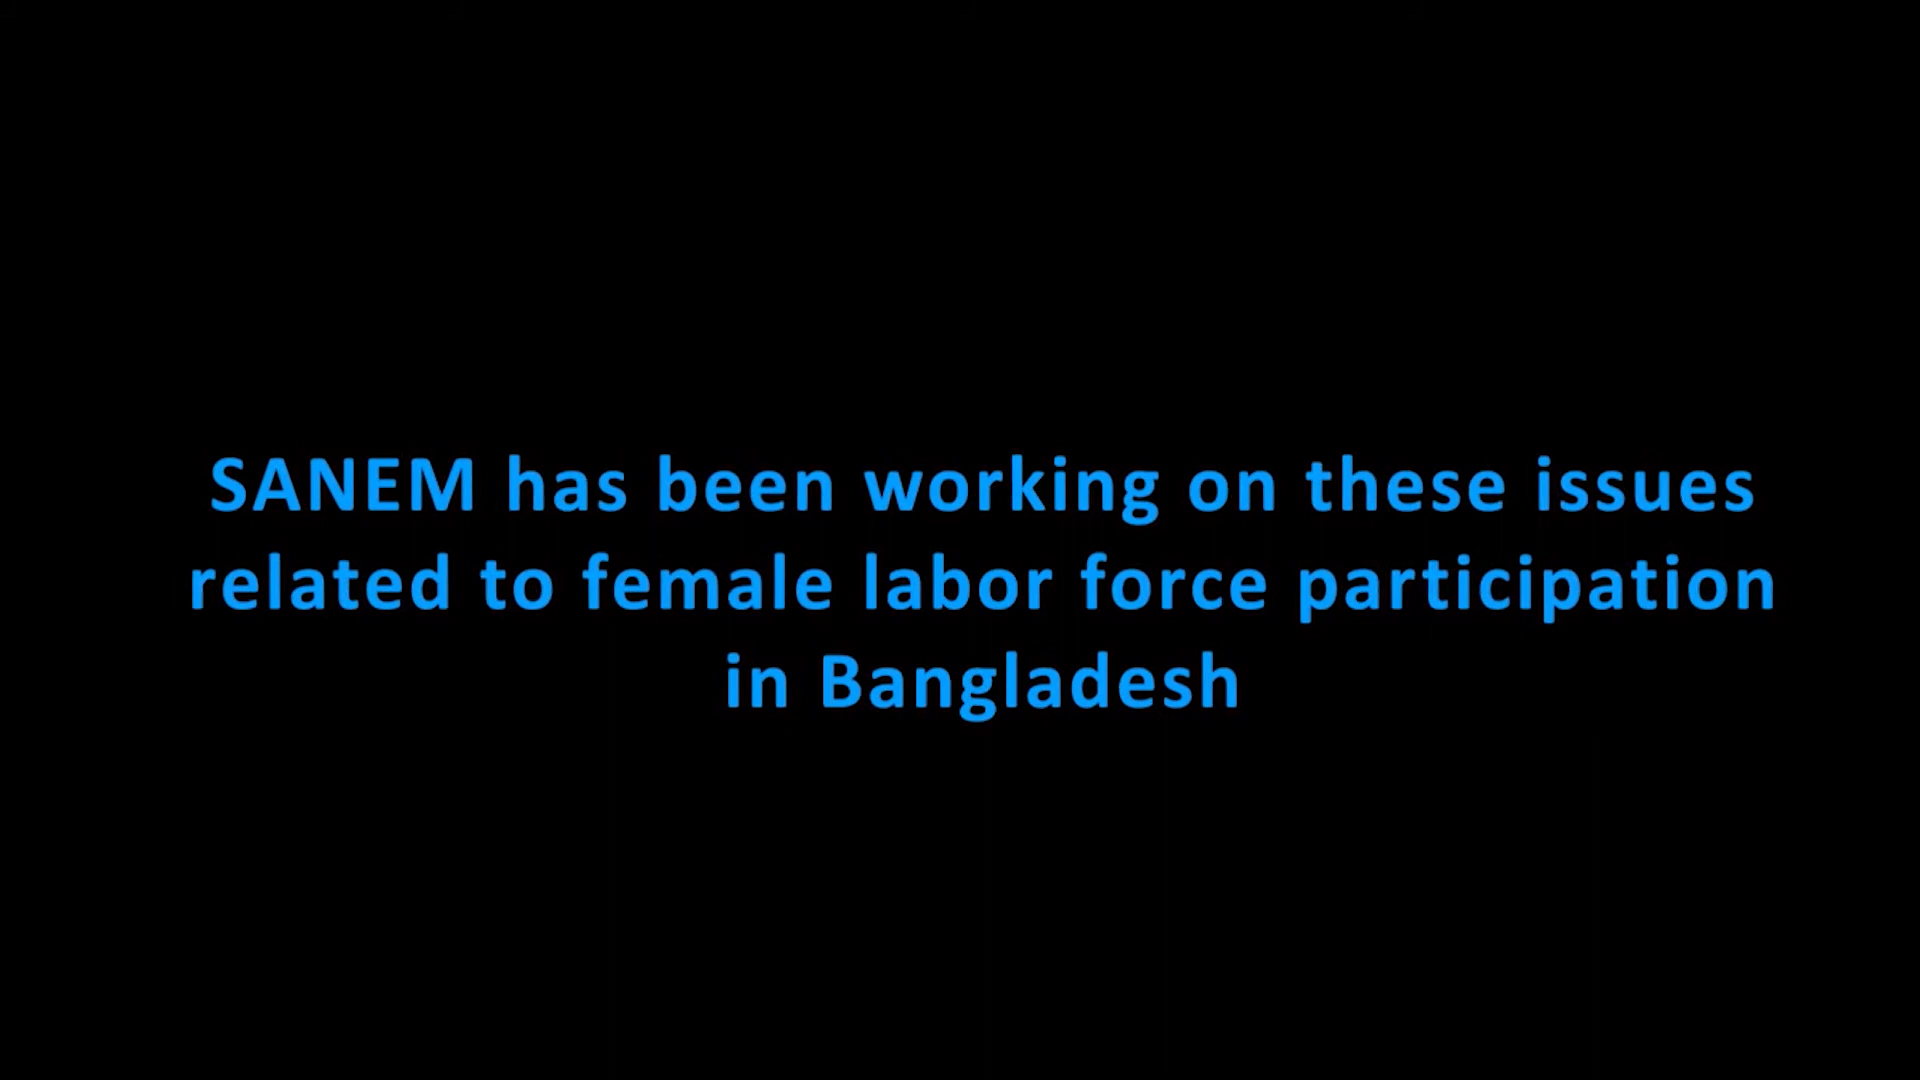 SANEM has been working on these issues
related to female labor force participation
in Bangladesh